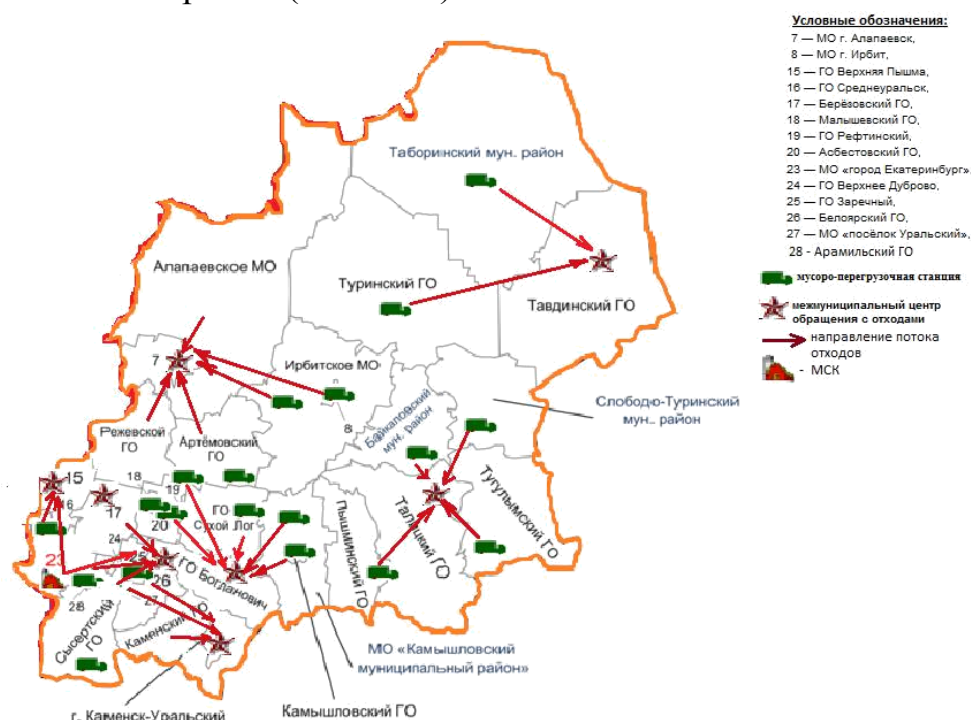 Условные обозначения:
7 — МО г. Алапаевск,
8 — МО г. Ирбит,
15 — ГО Верхняя Пышма,
16 — ГО Среднеуральск,
17 — Берёзовский ГО,
18 — Малышевский ГО,
19 — ГО Рефтинский,
20 — Асбестовский ГО,
23 — МО «город Екатеринбург»
24 — ГО Верхнее Дуброво,
25 — ГО Заречный,
26 — Белоярский ГО,
27 — МО «посёлок Уральский»,
28 - Арамильский ГО
мусоро-перегрузочная станция
межмуниципальный центр
обращения с отходами
направление потока
отходов
- МСК
Таборинский мун. район
Алапаевское МО
Туринский ГО
Тавдинский ГО
7
Ирбитское МО
Слободо-Туринский
мун.. район
Байкаловский
мун. район
8
Режевской
ГО
Артёмовский
ГО
15
18
19
16
17
20
ГО
Сухой Лог
Пышминский ГО
Талицкий ГО
Тугулымский ГО
24
23
25
26
ГО Богданович
27
28
Сысертский
ГО
Каменский ГО
МО «Камышловский
муниципальный район»
г. Каменск-Уральский
Камышловский ГО